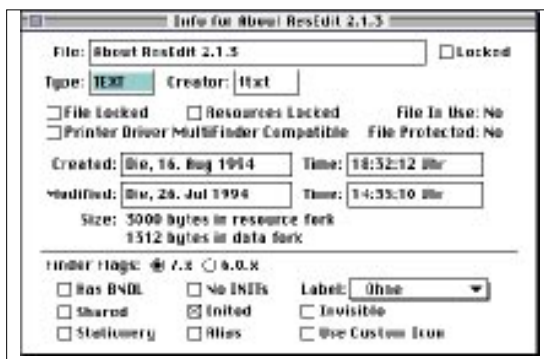 Info for About ResEdit 2.1.3
File: About ResEdit 2.1.3 Locked
Type: TEXT Creator: ttxt
File Locked Resources Locked File In Use: No
Printer Driver MultiFinder Compatible File Protected: No
Created: Die, 16. Aug 1994 Time: 18:32:12 Uhr
Modified: Die, 26. Jul 1994 Time: 14:35:10 Uhr
Size: 3000 bytes in resource fork
1312 bytes in data fork
Finder Flags: 7.x 6.0.x
Has BNDL No INITs Label: Ohne
Shared Inited Invisible
Stationery Alias Use Custom Icon